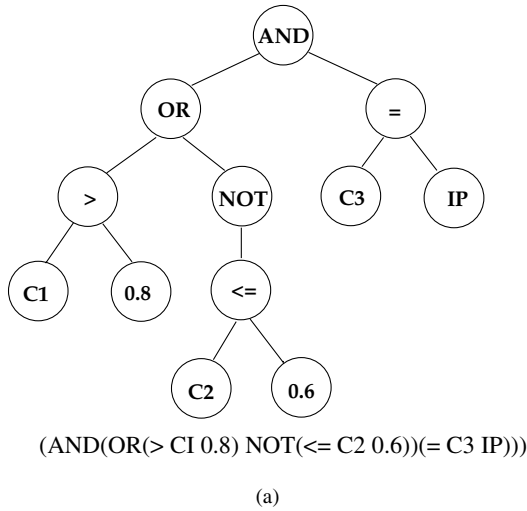 AND
OR
=
>
NOT
C3
IP
C1
0.8
<=
C2
0.6
(AND(OR(> CI 0.8) NOT(<= C2 0.6))(= C3 IP)))
(a)